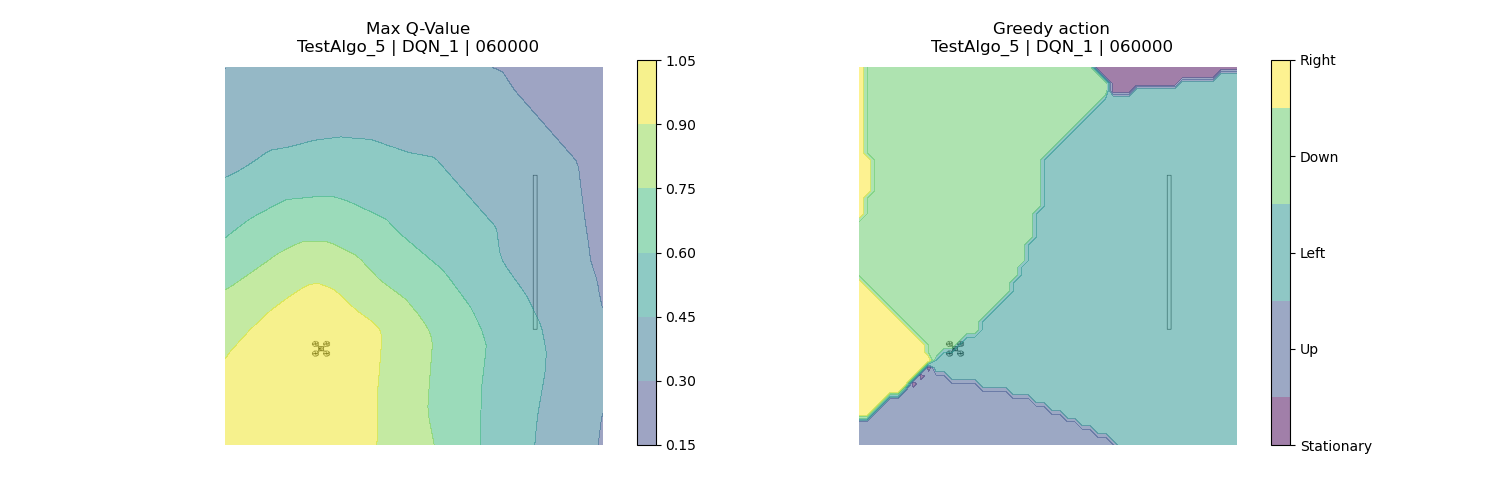 Max Q-Value
TestAlgo_5 | DQN_1 | 060000
1.05
0.90
0.75
0.60
0.45
0.30
0.15
Greedy action
TestAlgo_5 | DQN_1 | 060000
Right
Down
Left
Up
Stationary